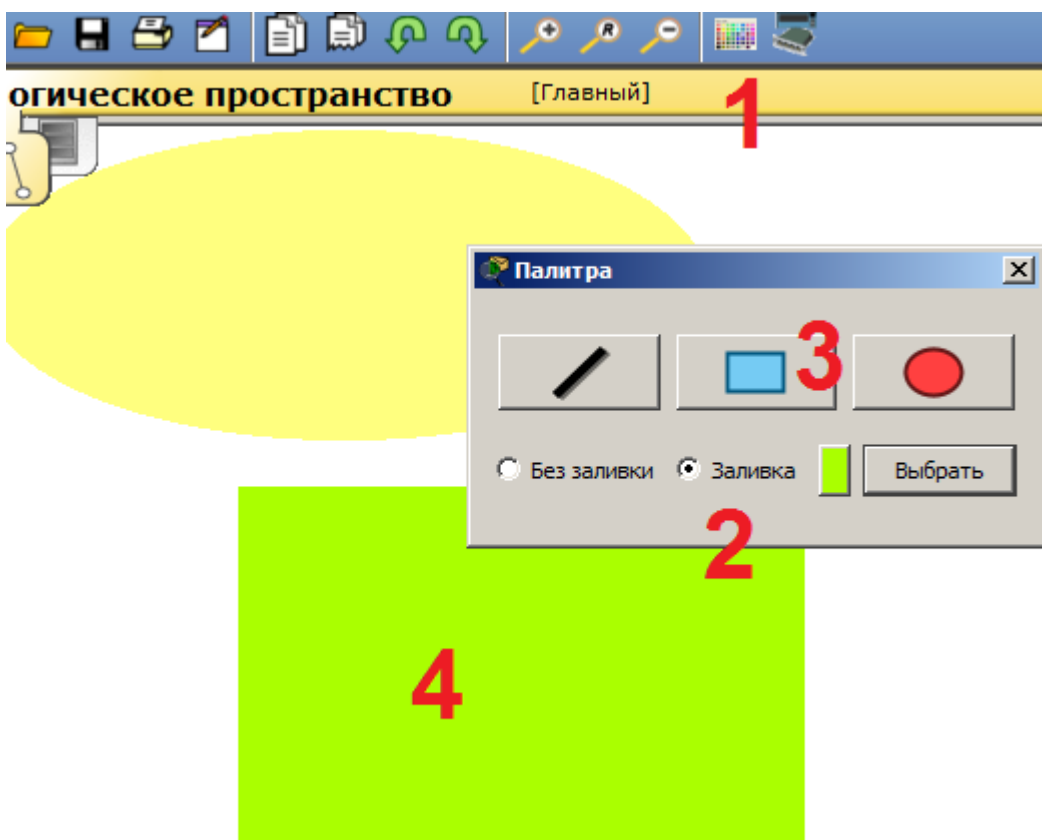 R
огическое пространство [Главный]
1
Палитра
3
Без заливки Заливка Выбрать
2
4